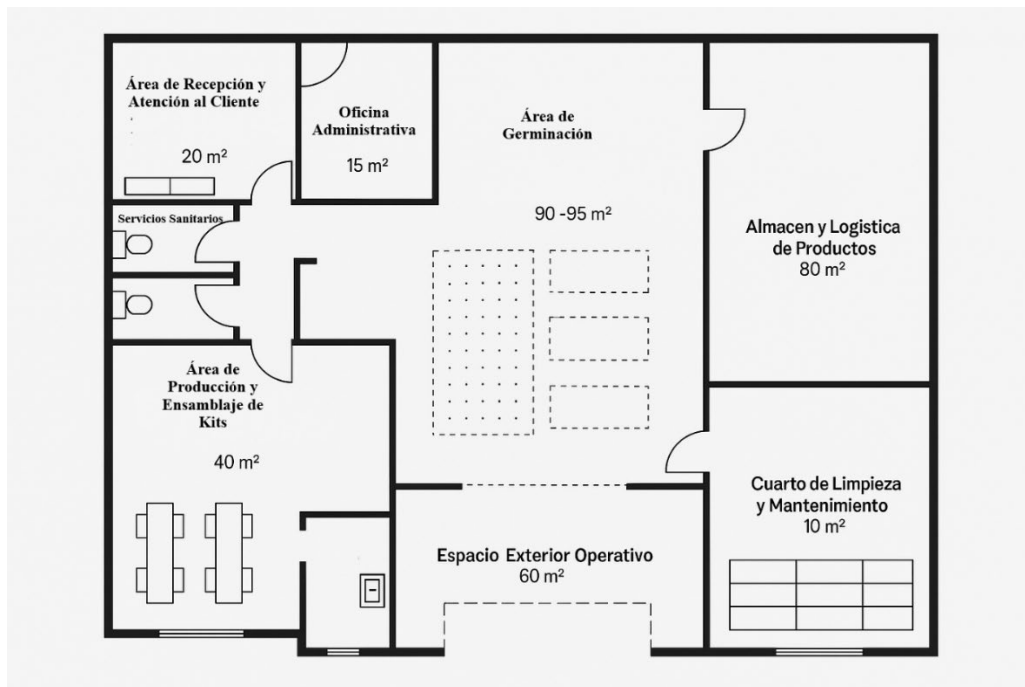 Área de Recepción y
Atención al Cliente
20 m²
Oficina
Administrativa
15 m²
Área de
Germinación
90 -95 m²
Almacen y Logistica
de Productos
80 m²
Servicios Sanitarios
Área de
Producción y
Ensamblaje de
Kits
40 m²
Espacio Exterior Operativo
60 m²
Cuarto de Limpieza
y Mantenimiento
10 m²